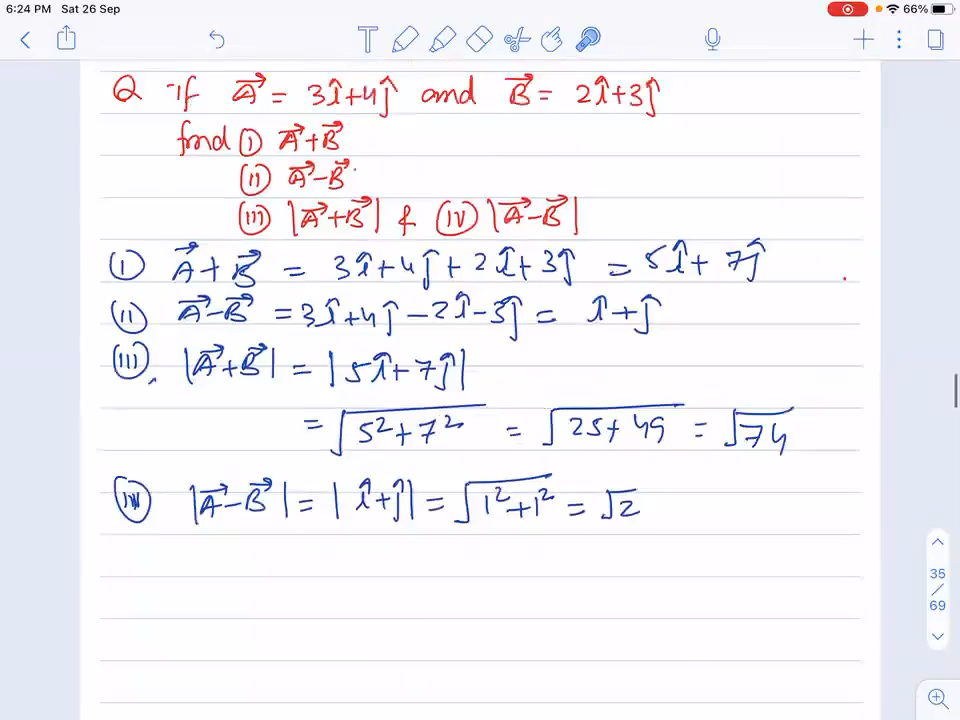 6:24 PM Sat 26 Sep 66%
T
Q if A⃗ = 3î+4ĵ and B⃗ = 2î+3ĵ
find (i) A⃗+B⃗
(ii) A⃗-B⃗
(iii) |A⃗+B⃗| & (iv) |A⃗-B⃗|
(i) A⃗+B⃗ = 3î+4ĵ+2î+3ĵ = 5î+7ĵ
(ii) A⃗-B⃗ = 3î+4ĵ-2î-3ĵ = î+ĵ
(iii) |A⃗+B⃗| = |5î+7ĵ|
= √(5²+7²) = √(25+49) = √74
(iv) |A⃗-B⃗| = |î+ĵ| = √(1²+1²) = √2
35
/
69